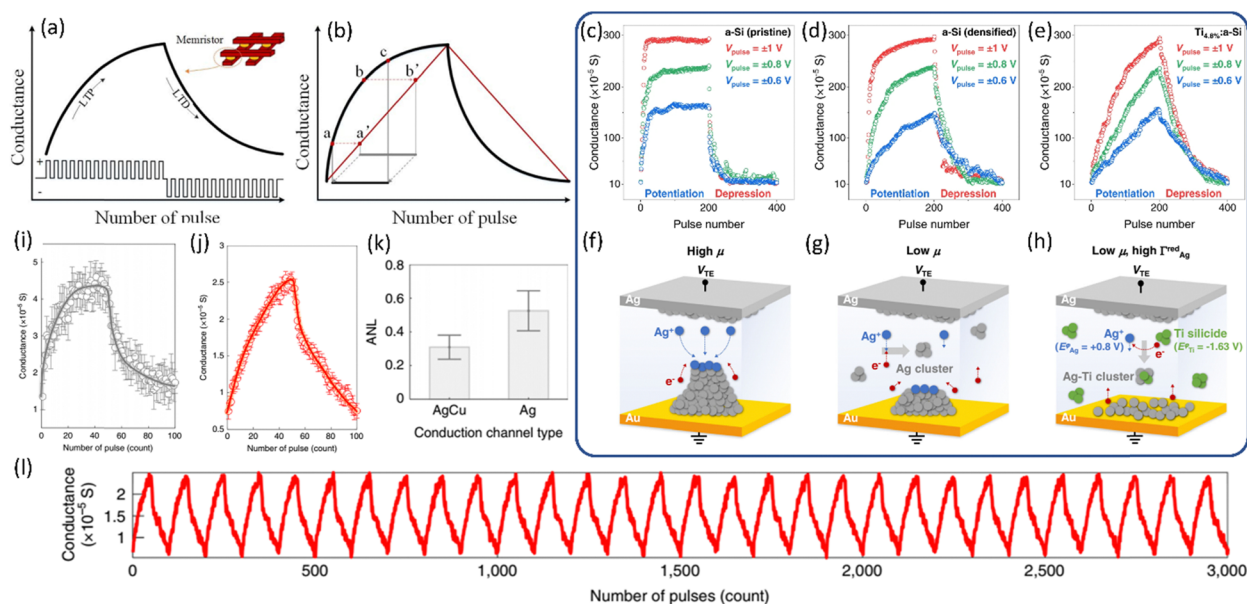 (a)
Conductance
Memristor
LTP
LTD
+
-
Number of pulse
(b)
Conductance
a
b
c
a'
b'
Number of pulse
(c)
a-Si (pristine)
Vpulse = ±1 V
Vpulse = ±0.8 V
Vpulse = ±0.6 V
Conductance (×10⁻⁵ S)
300
200
100
10
Potentiation Depression
0 200 400
Pulse number
(d)
a-Si (densified)
Vpulse = ±1 V
Vpulse = ±0.8 V
Vpulse = ±0.6 V
Conductance (×10⁻⁵ S)
300
200
100
10
Potentiation Depression
0 200 400
Pulse number
(e)
Ti4.8%:a-Si
Vpulse = ±1 V
Vpulse = ±0.8 V
Vpulse = ±0.6 V
Conductance (×10⁻⁵ S)
300
200
100
10
Potentiation Depression
0 200 400
Pulse number
(f)
High μ
VTE
Ag
Ag⁺
e⁻
Au
(g)
Low μ
VTE
Ag
Ag⁺
e⁻
Ag cluster
Au
(h)
Low μ, high ΓredAg
VTE
Ag
Ag⁺
Ti silicide
e⁻
Ag-Ti cluster
Au
(i)
Conductance (×10⁻⁵ S)
5
4
3
2
1
0 20 40 60 80 100
Number of pulse (count)
(j)
Conductance (×10⁻⁵ S)
3
2.5
2
1.5
1
0.5
0 20 40 60 80 100
Number of pulse (count)
(k)
ANL
0.8
0.6
0.4
0.2
0
AgCu Ag
Conduction channel type
(l)
Conductance
(×10⁻⁵ S)
2
1.5
1
0 500 1,000 1,500 2,000 2,500 3,000
Number of pulses (count)